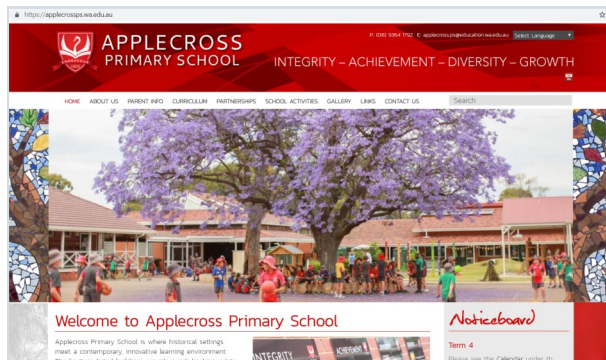 https://applecrossps.wa.edu.au
P: (08) 9364 1792 E: applecross.ps@education.wa.edu.au Select Language
APPLECROSS
PRIMARY SCHOOL
INTEGRITY – ACHIEVEMENT – DIVERSITY – GROWTH
HOME ABOUT US PARENT INFO CURRICULUM PARTNERSHIPS SCHOOL ACTIVITIES GALLERY LINKS CONTACT US Search
Welcome to Applecross Primary School
Noticeboard
Applecross Primary School is where historical settings
meet a contemporary, innovative learning environment.
INTEGRITY
ACHIEVEMENT
Term 4
Please see the Calendar under th